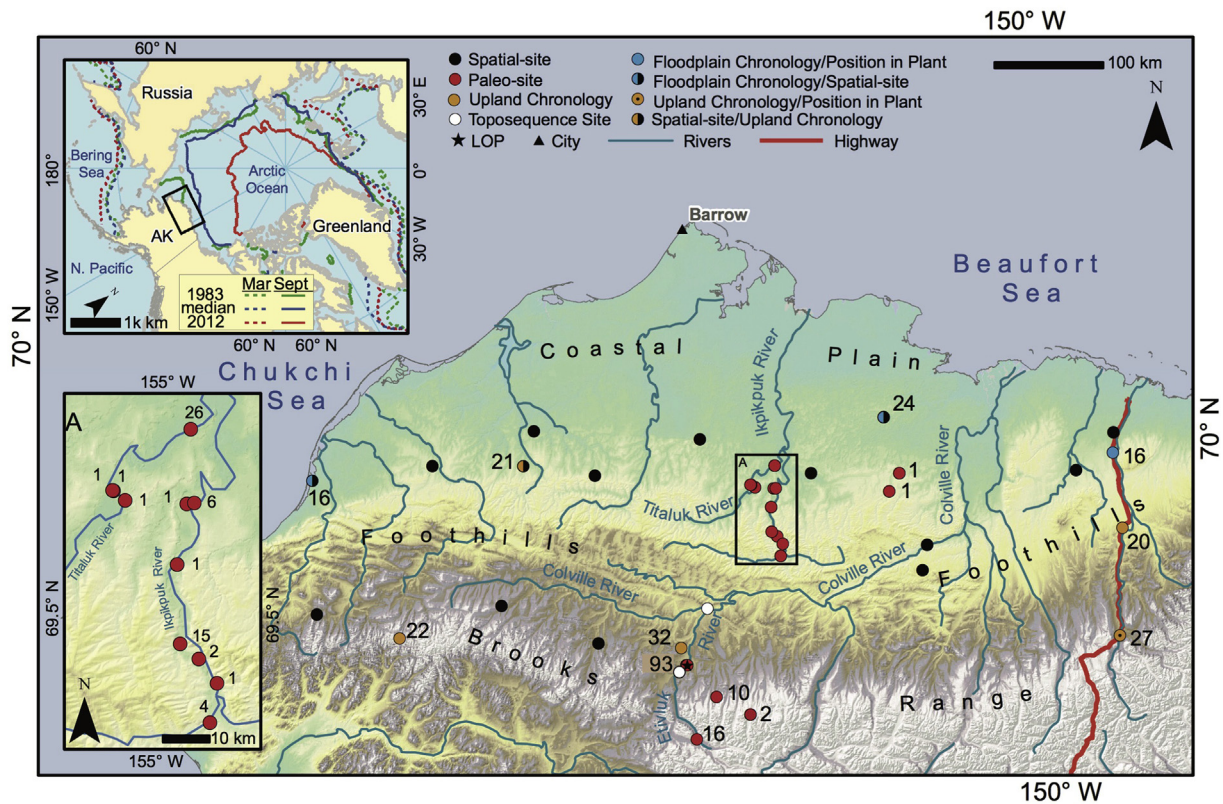 150° W
60° N
Russia
30° E
Bering
Sea
180°
Arctic
Ocean
0°
AK
Greenland
30° W
N. Pacific
150° W
Mar Sept
1983
median
2012
N
1k km
60° N 60° N
Spatial-site
Paleo-site
Upland Chronology
Toposequence Site
LOP
City
Rivers
Highway
Floodplain Chronology/Position in Plant
Floodplain Chronology/Spatial-site
Upland Chronology/Position in Plant
Spatial-site/Upland Chronology
100 km
N
Barrow
Beaufort
Sea
70° N
Chukchi
Sea
Coastal Plain
Ikpikpuk River
24
70° N
21
16
A
1
1
16
Titaluk River
Colville River
Foothills
Foothills
20
Colville River
Colville River
22
Brooks Range
32
93
River
Etivluk
10
2
16
27
155° W
A
26
1
1
1
1
6
Titaluk River
1
Ikpikpuk River
15
2
1
4
N
10 km
155° W
69.5° N
69.5° N
150° W